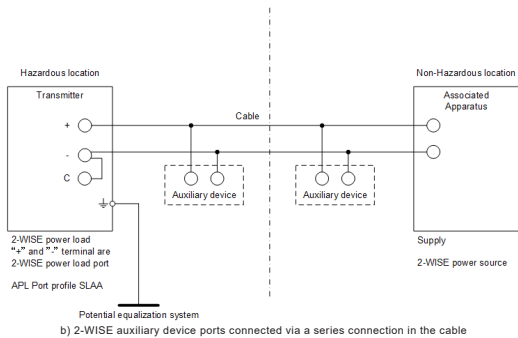 Hazardous location
Non-Hazardous location
Transmitter
Associated
Apparatus
Cable
+
-
C
Auxiliary device
Auxiliary device
2-WISE power load
"+" and "-" terminal are
2-WISE power load port
APL Port profile SLAA
Supply
2-WISE power source
Potential equalization system
b) 2-WISE auxiliary device ports connected via a series connection in the cable